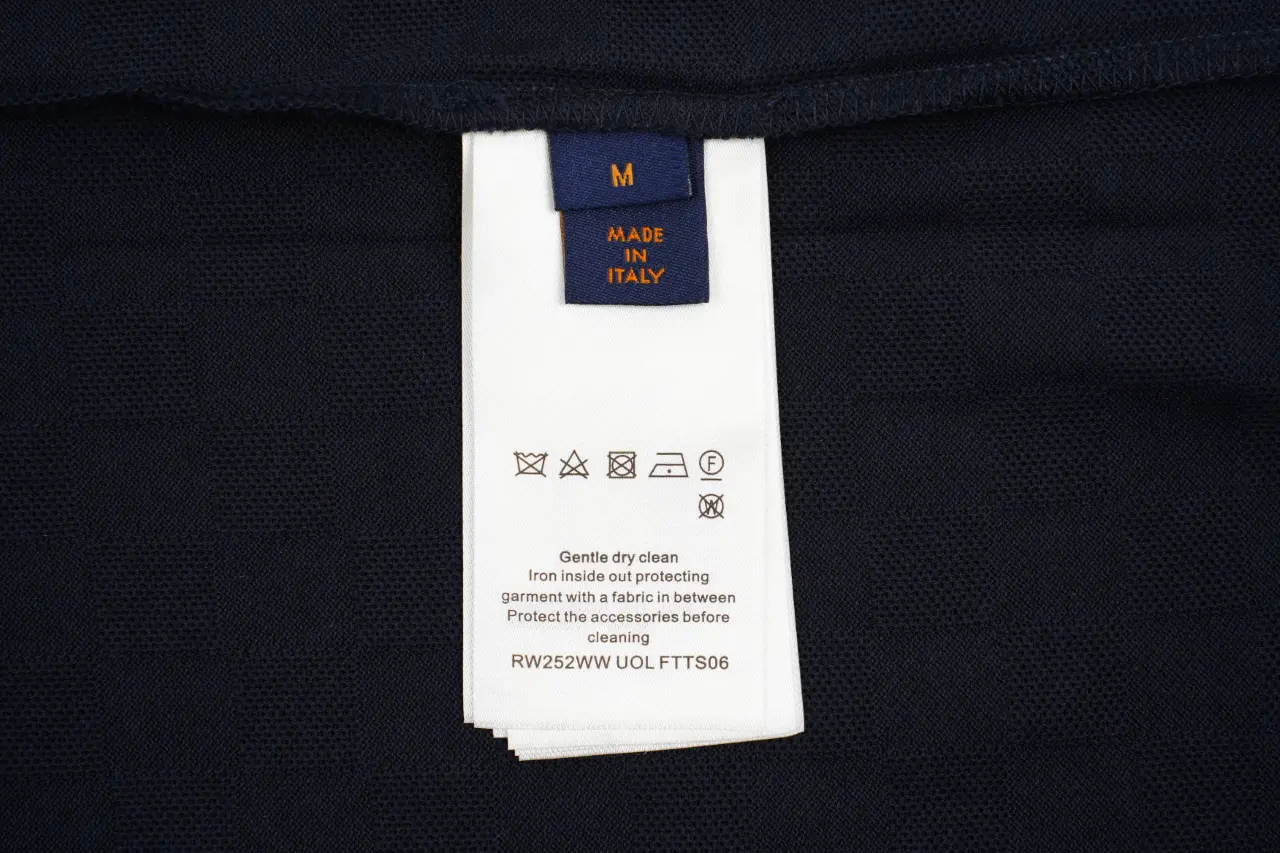 M
MADE
IN
ITALY
F
W
Gentle dry clean
Iron inside out protecting
garment with a fabric in between
Protect the accessories before
cleaning
RW252WW UOL FTTS06